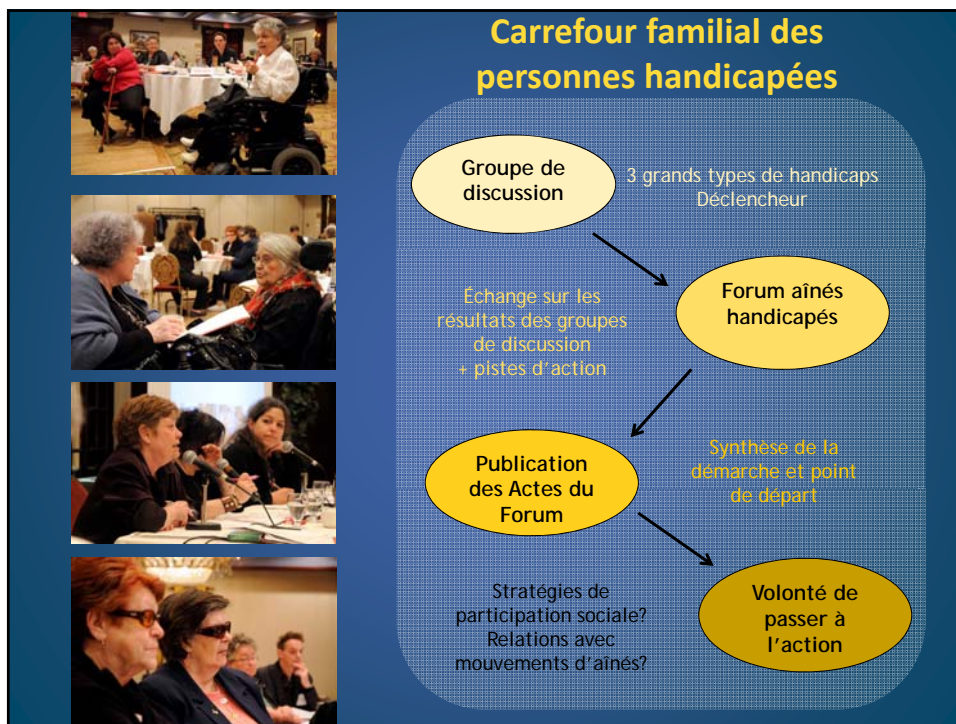 Carrefour familial des
personnes handicapées
Groupe de
discussion
3 grands types de handicaps
Déclencheur
Échange sur les
résultats des groupes
de discussion
+ pistes d'action
Forum aînés
handicapés
Publication
des Actes du
Forum
Synthèse de la
démarche et point
de départ
Stratégies de
participation sociale?
Relations avec
mouvements d'aînés?
Volonté de
passer à
l'action